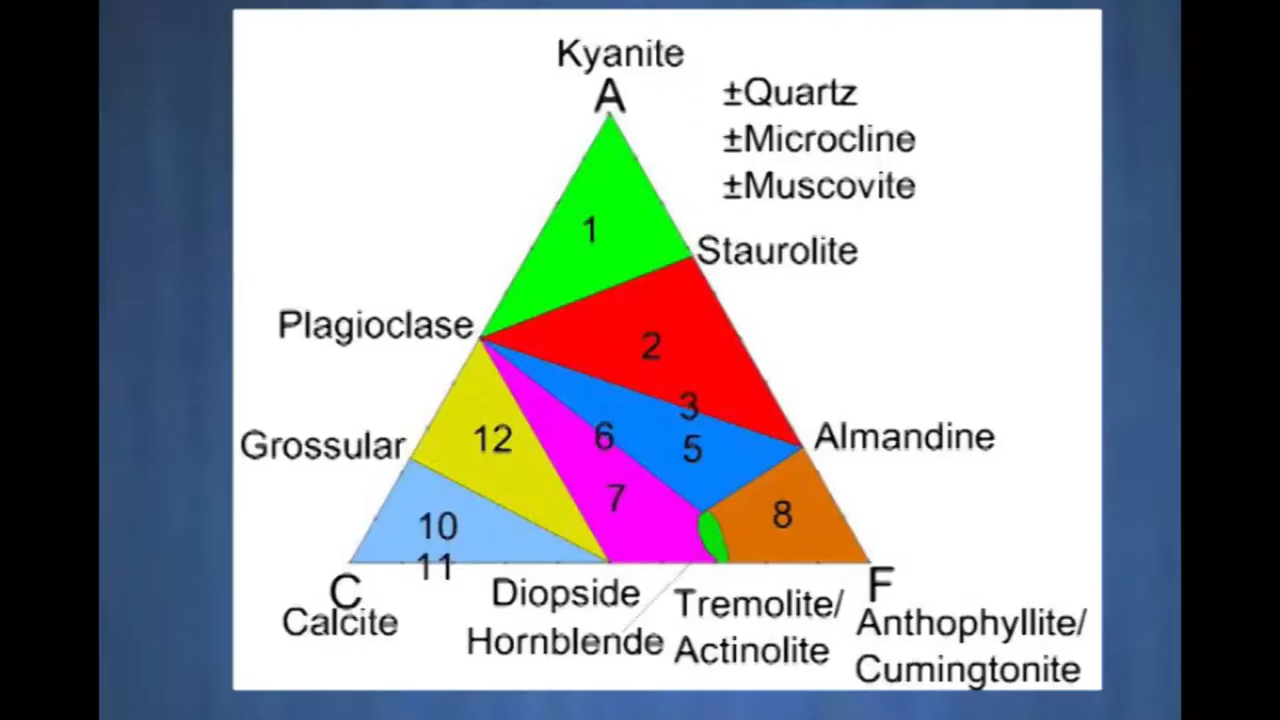 Kyanite
A
±Quartz
±Microcline
±Muscovite
1
Staurolite
Plagioclase
2
3
6
5
Grossular
12
Almandine
7
8
10
11
C
Calcite
Diopside
Hornblende
Tremolite/
Actinolite
F
Anthophyllite/
Cumingtonite